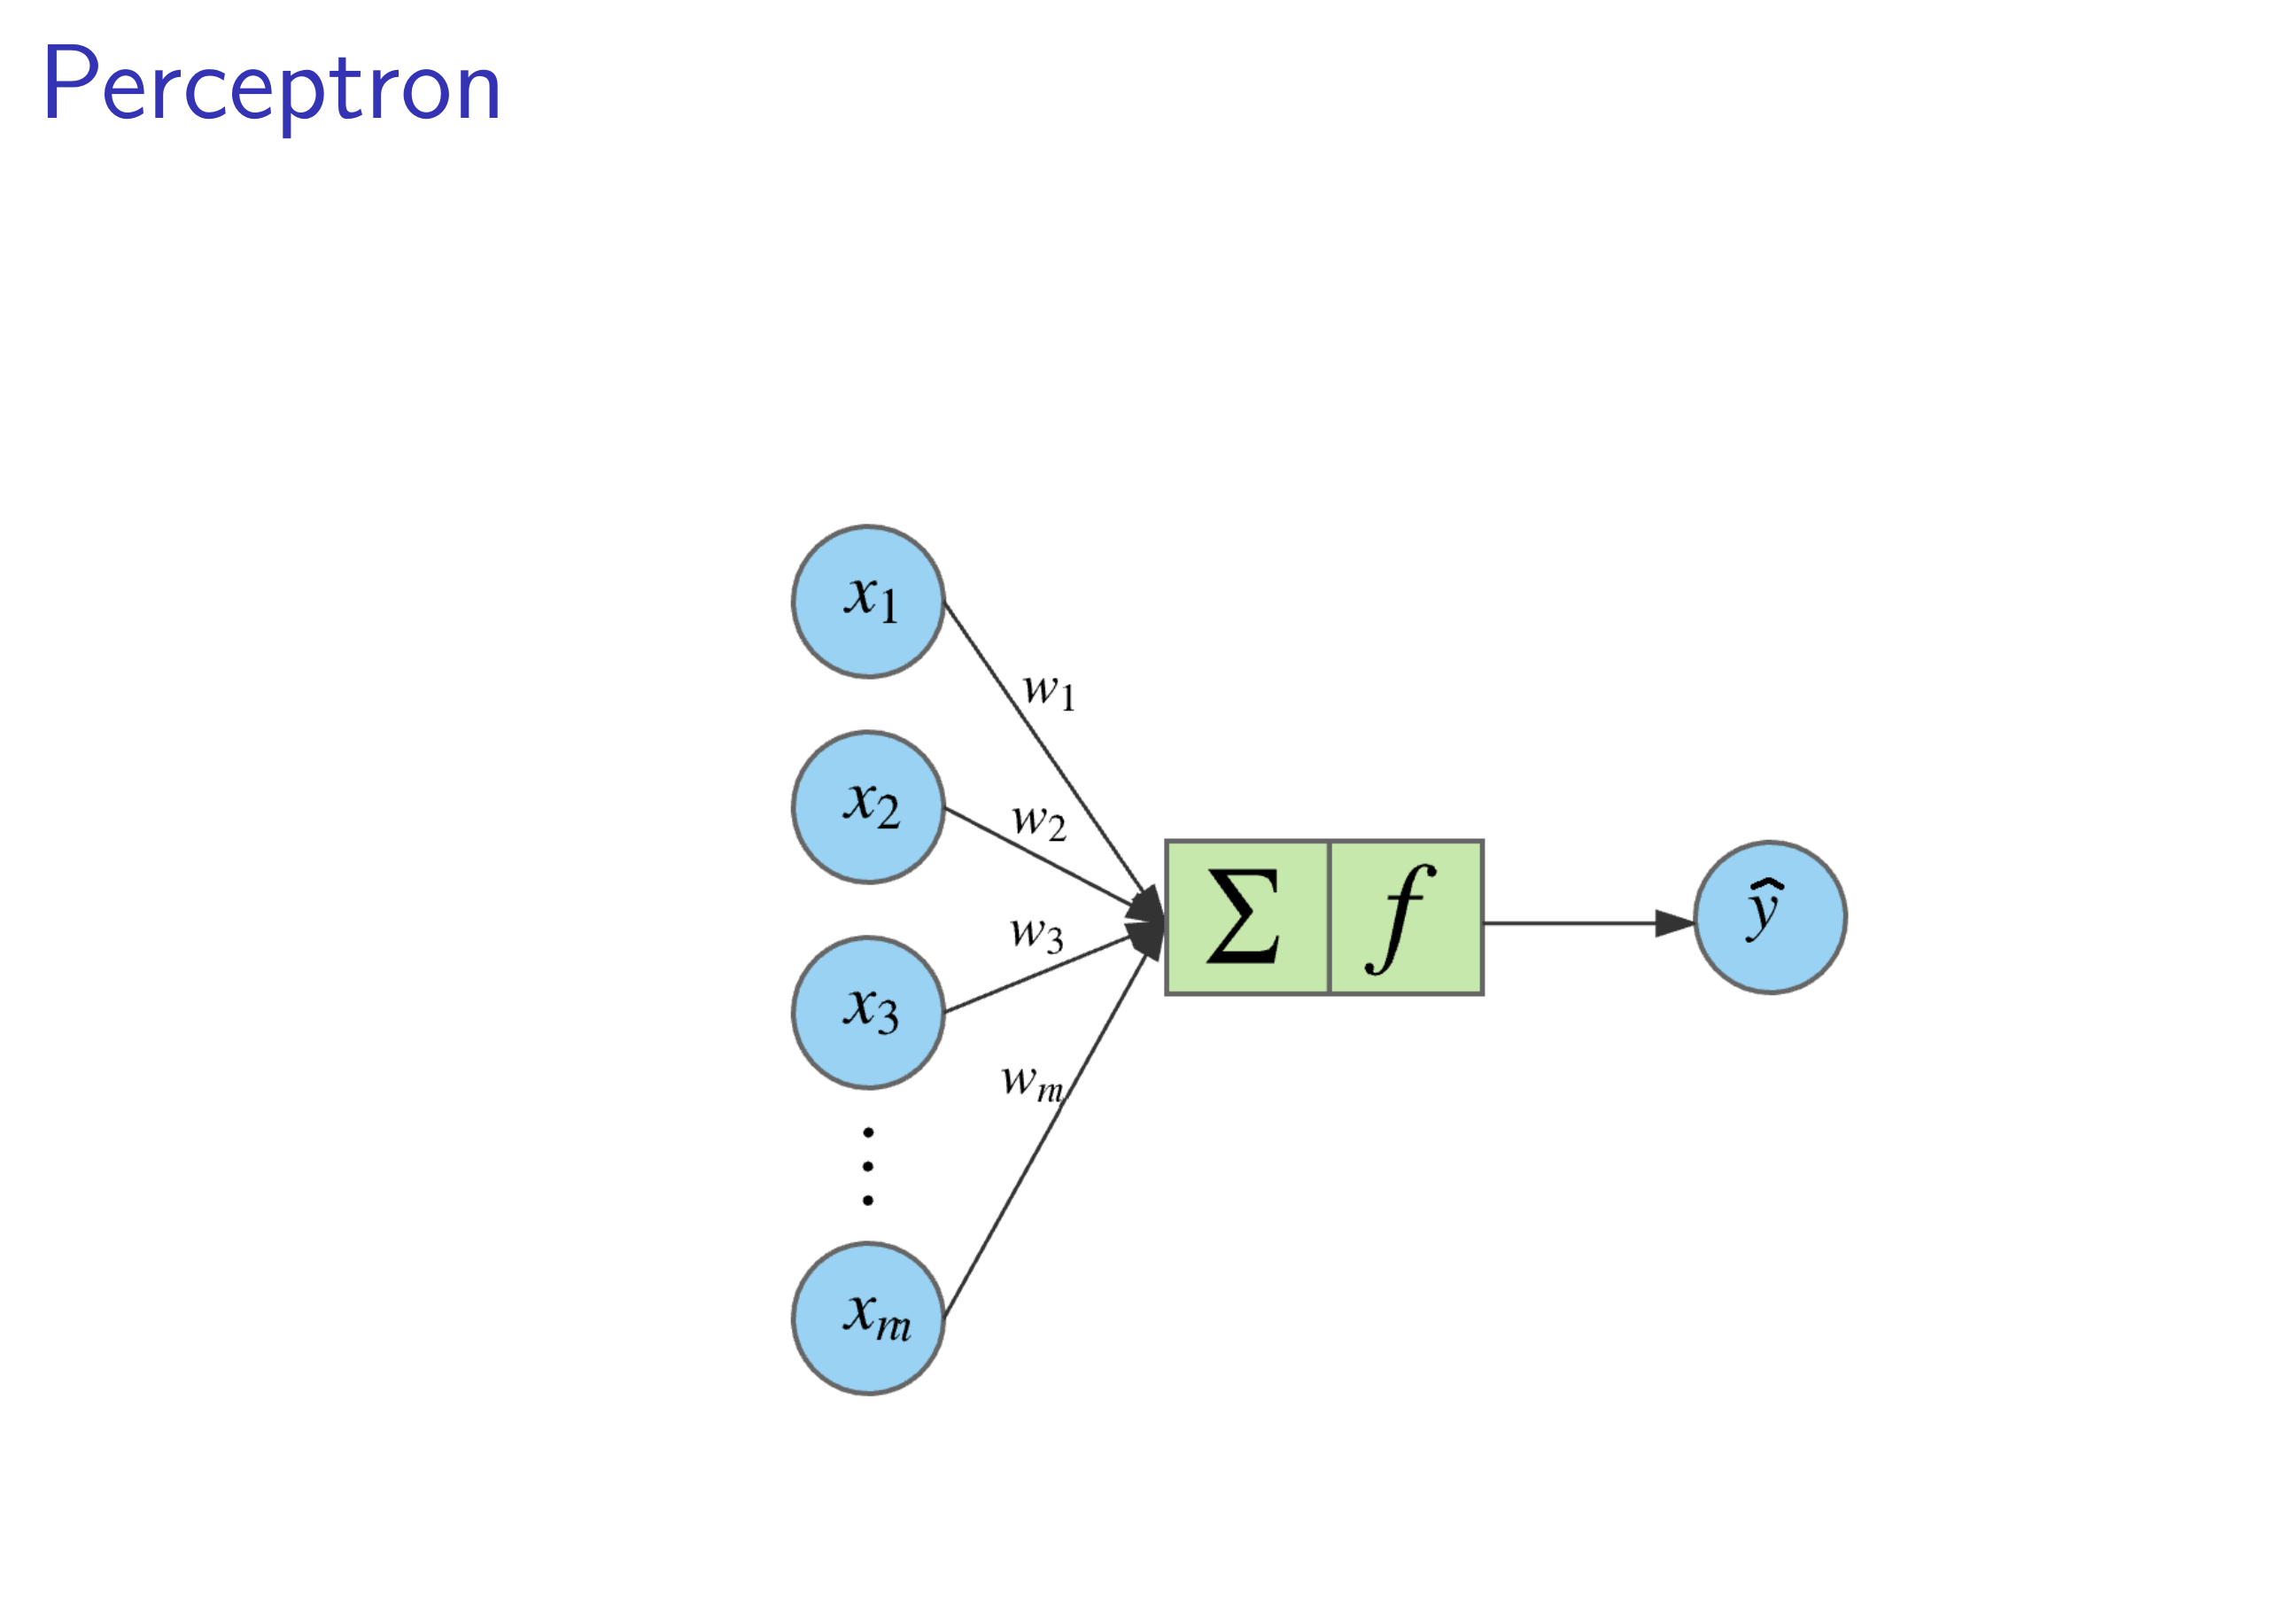 Perceptron
x₁
w₁
x₂
w₂
Σ f
ŷ
x₃
w₃
wₘ
xₘ